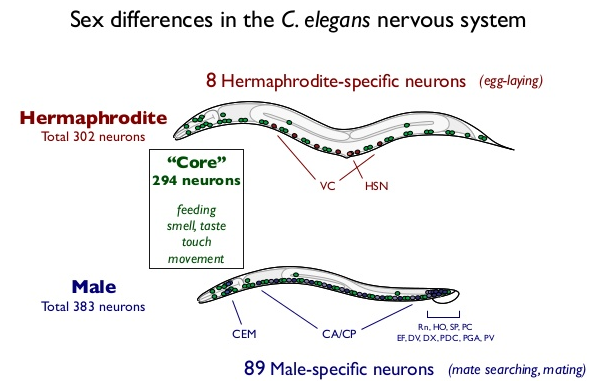 Sex differences in the C. elegans nervous system
8 Hermaphrodite-specific neurons (egg-laying)
Hermaphrodite
Total 302 neurons
VC
HSN
“Core”
294 neurons
feeding
smell, taste
touch
movement
Male
Total 383 neurons
CEM
CA/CP
Rn, HO, SP, PC
EF, DV, DX, PDC, PGA, PV
89 Male-specific neurons (mate searching, mating)